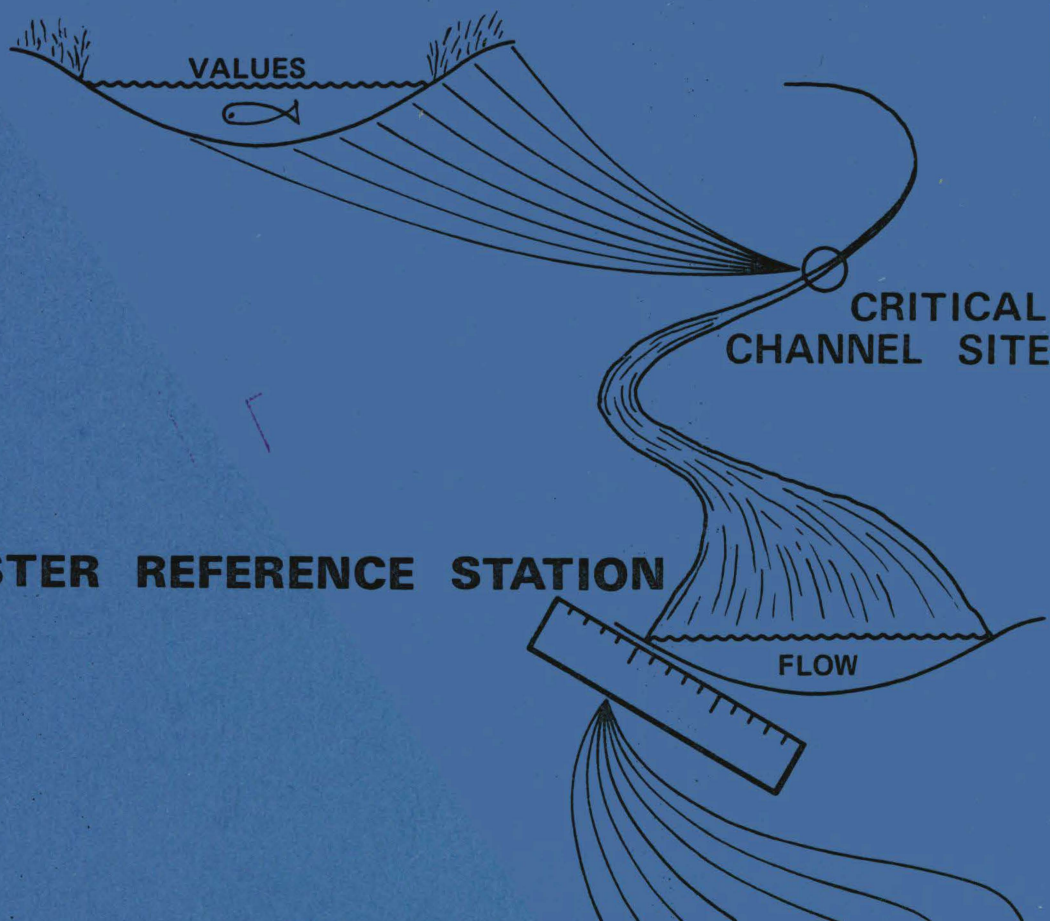 VALUES
CRITICAL
CHANNEL SITE
STER REFERENCE STATION
FLOW